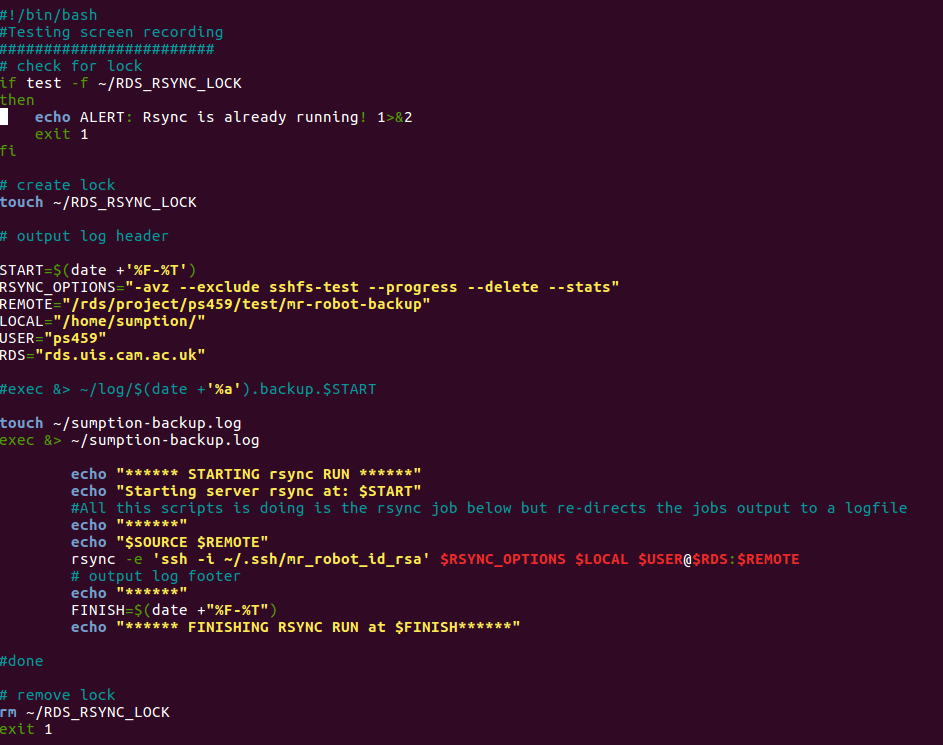 #!/bin/bash
#Testing screen recording
########################
# check for lock
if test -f ~/RDS_RSYNC_LOCK
then
    echo ALERT: Rsync is already running! 1>&2
    exit 1
fi

# create lock
touch ~/RDS_RSYNC_LOCK

# output log header

START=$(date +'%F-%T')
RSYNC_OPTIONS="-avz --exclude sshfs-test --progress --delete --stats"
REMOTE="/rds/project/ps459/test/mr-robot-backup"
LOCAL="/home/sumption/"
USER="ps459"
RDS="rds.uis.cam.ac.uk"

#exec &> ~/log/$(date +'%a').backup.$START

touch ~/sumption-backup.log
exec &> ~/sumption-backup.log

        echo "****** STARTING rsync RUN ******"
        echo "Starting server rsync at: $START"
        #All this scripts is doing is the rsync job below but re-directs the jobs output to a logfile
        echo "******"
        echo "$SOURCE $REMOTE"
        rsync -e 'ssh -i ~/.ssh/mr_robot_id_rsa' $RSYNC_OPTIONS $LOCAL $USER@$RDS:$REMOTE
        # output log footer
        echo "******"
        FINISH=$(date +"%F-%T")
        echo "****** FINISHING RSYNC RUN at $FINISH******"

#done

# remove lock
rm ~/RDS_RSYNC_LOCK
exit 1